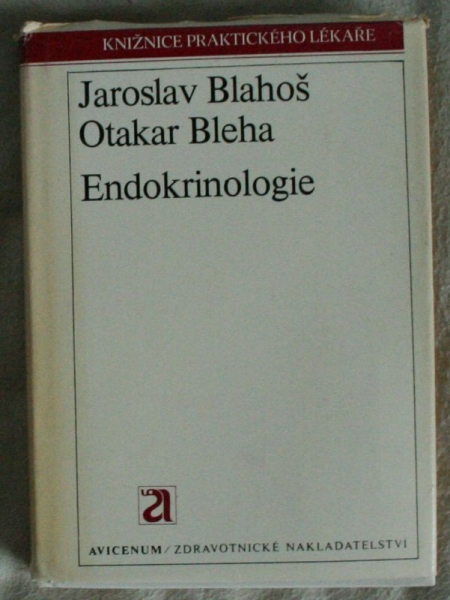 KNIŽNICE PRAKTICKÉHO LÉKAŘE
Jaroslav Blahoš
Otakar Bleha
Endokrinologie
a
AVICENUM/ZDRAVOTNICKÉ NAKLADATELSTVÍ